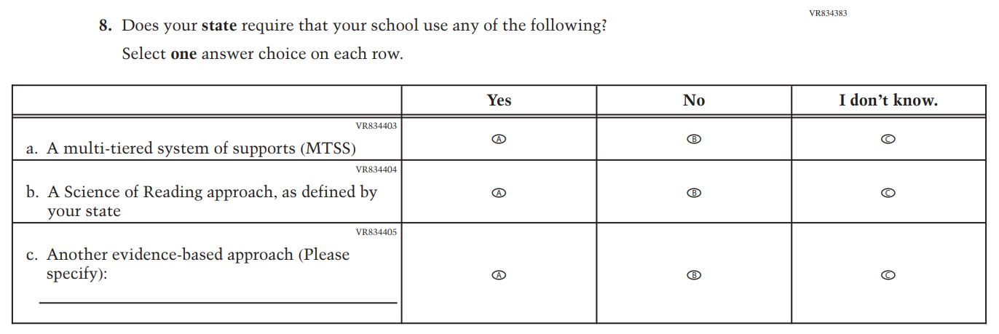 VR834383
8. Does your state require that your school use any of the following?
Select one answer choice on each row.
Yes No I don’t know.
VR834403
a. A multi-tiered system of supports (MTSS)
A B C
VR834404
b. A Science of Reading approach, as defined by
your state
A B C
VR834405
c. Another evidence-based approach (Please
specify):
A B C